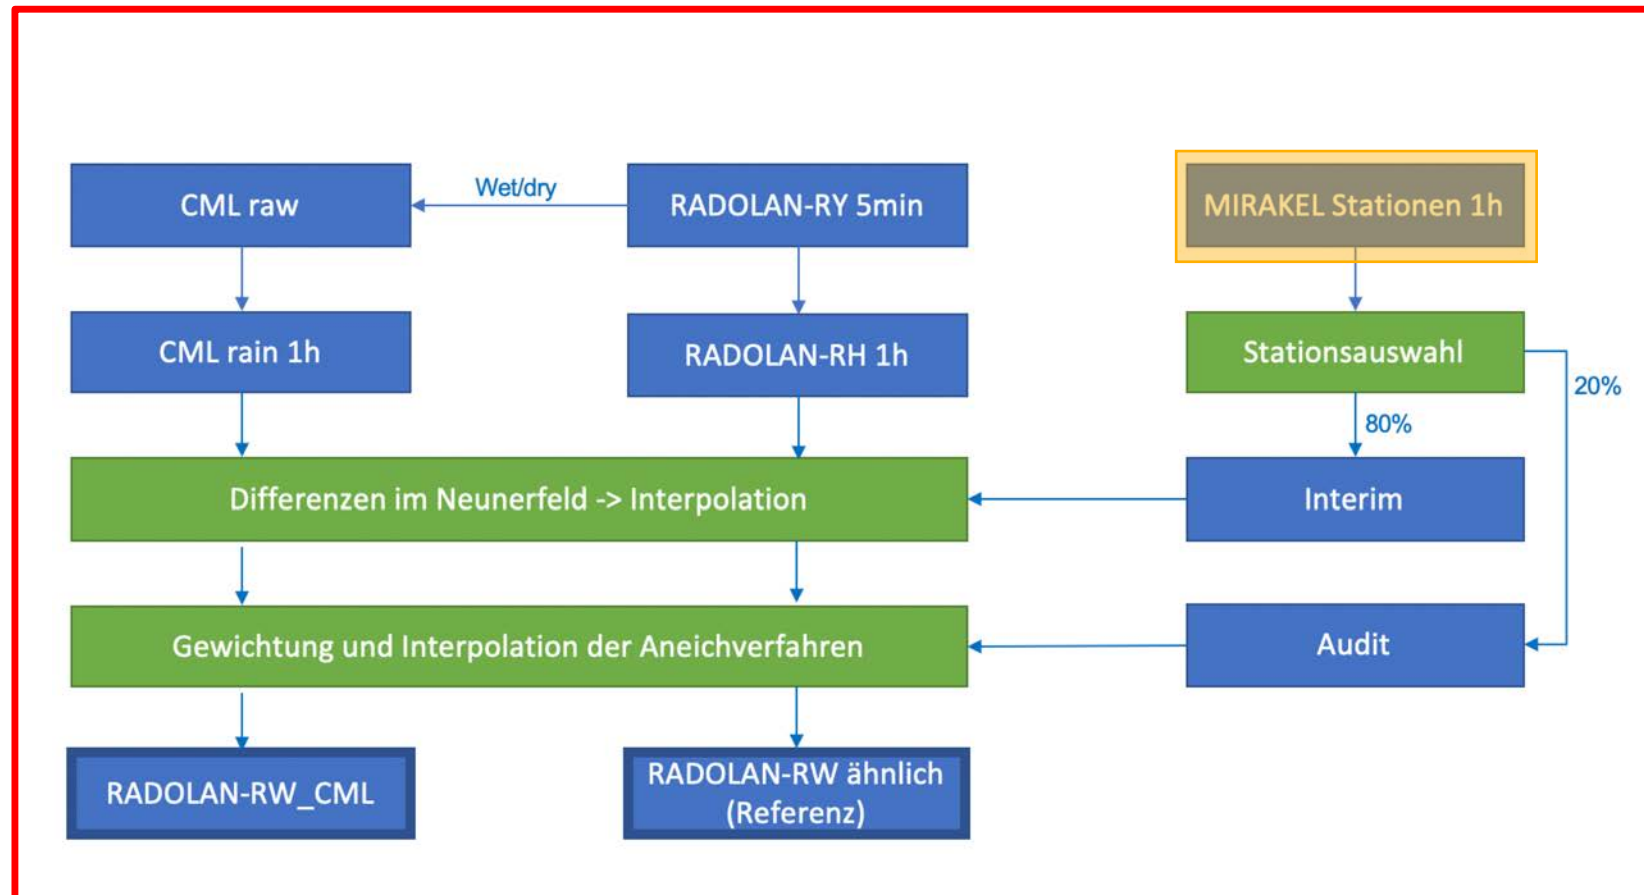 CML raw
Wet/dry
RADOLAN-RY 5min
MIRAKEL Stationen 1h
CML rain 1h
RADOLAN-RH 1h
Stationsauswahl
20%
80%
Differenzen im Neunerfeld -> Interpolation
Interim
Gewichtung und Interpolation der Aneichverfahren
Audit
RADOLAN-RW_CML
RADOLAN-RW ähnlich
(Referenz)